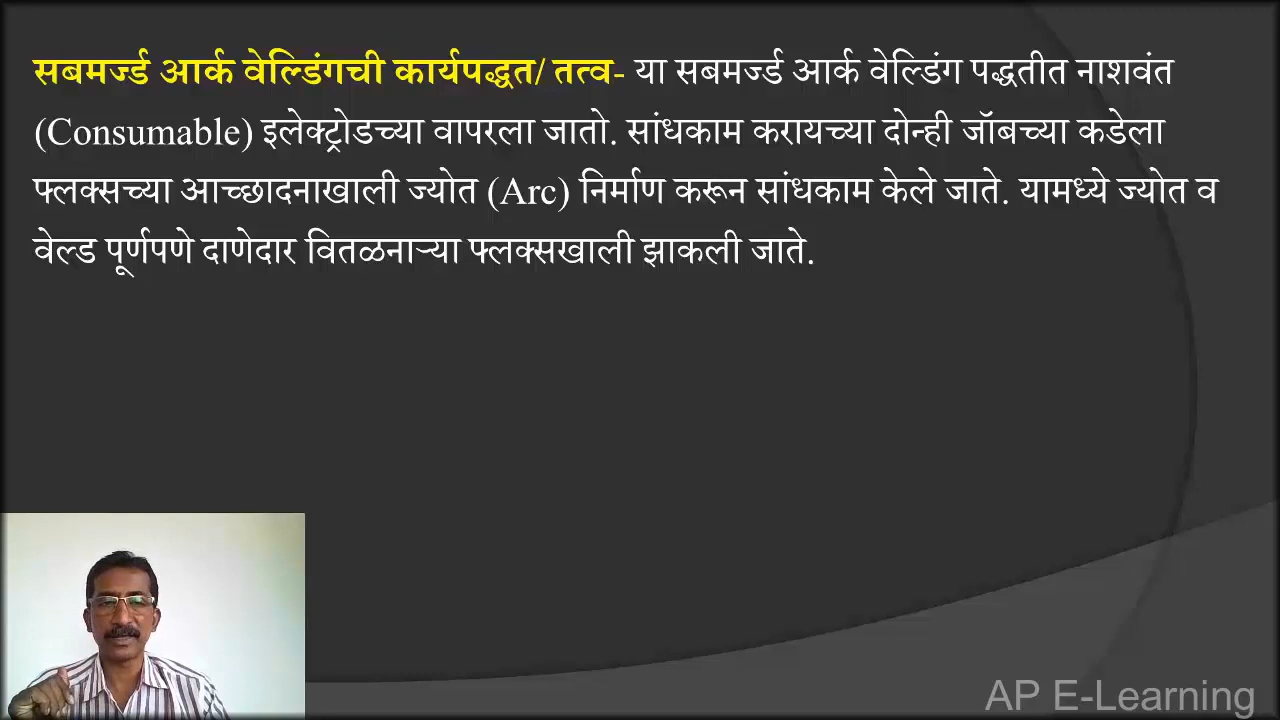 सबमर्ज्ड आर्क वेल्डिंगची कार्यपद्धत/ तत्व- या सबमर्ज्ड आर्क वेल्डिंग पद्धतीत नाशवंत
(Consumable) इलेक्ट्रोडच्या वापरला जातो. सांधकाम करायच्या दोन्ही जॉबच्या कडेला
फ्लक्सच्या आच्छादनाखाली ज्योत (Arc) निर्माण करून सांधकाम केले जाते. यामध्ये ज्योत व
वेल्ड पूर्णपणे दाणेदार वितळनाऱ्या फ्लक्सखाली झाकली जाते.
AP E-Learning